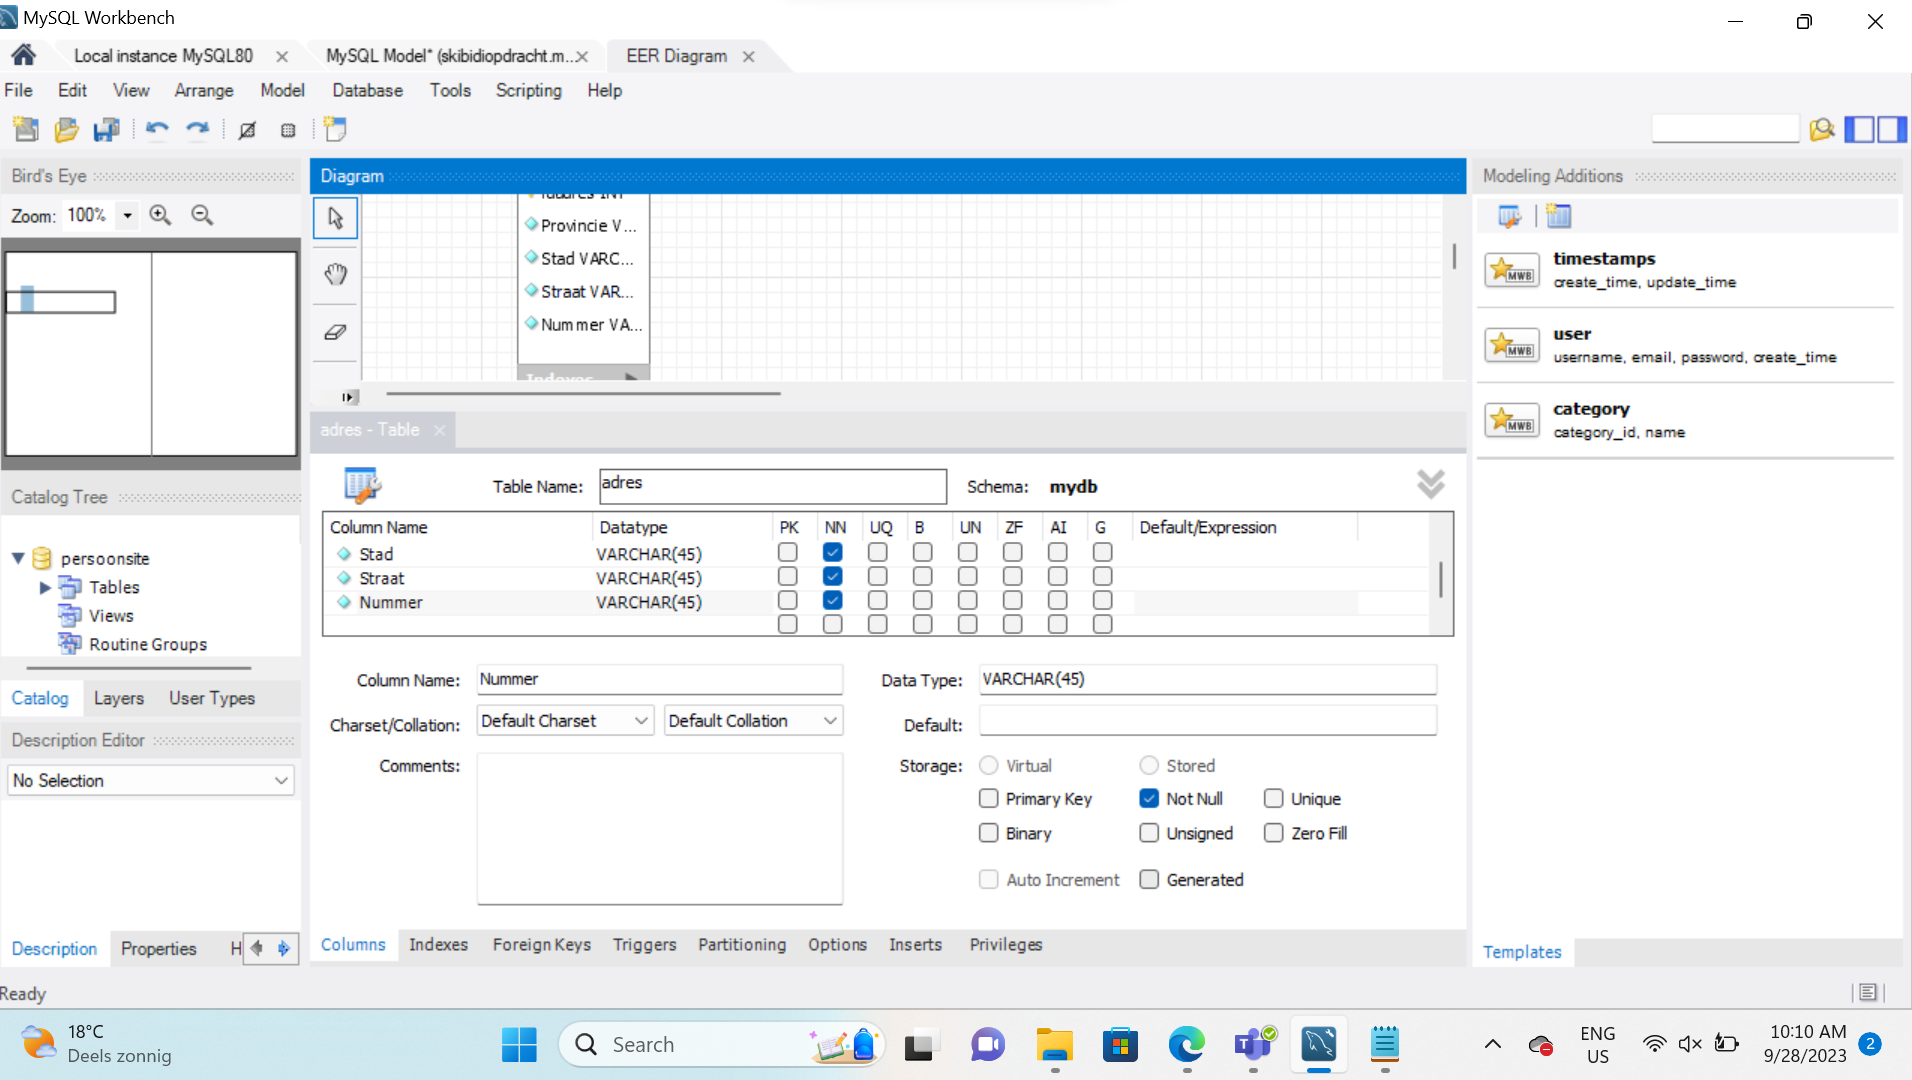 MySQL Workbench
Local instance MySQL80
MySQL Model* (skibidiopdracht.m...
EER Diagram
File Edit View Arrange Model Database Tools Scripting Help
Bird's Eye
Zoom: 100%
Diagram
Provincie V...
Stad VARC...
Straat VAR...
Nummer VA...
Indexes
Modeling Additions
MWB
timestamps
create_time, update_time
MWB
user
username, email, password, create_time
MWB
category
category_id, name
Templates
Catalog Tree
persoonsite
Tables
Views
Routine Groups
Catalog Layers User Types
Description Editor
No Selection
Description Properties H
adres - Table
Table Name: adres Schema: mydb
Column Name Datatype PK NN UQ B UN ZF AI G Default/Expression
Stad VARCHAR(45)
Straat VARCHAR(45)
Nummer VARCHAR(45)
Column Name: Nummer Data Type: VARCHAR(45)
Charset/Collation: Default Charset Default Collation Default:
Comments: Storage: Virtual Stored
Primary Key Not Null Unique
Binary Unsigned Zero Fill
Auto Increment Generated
Columns Indexes Foreign Keys Triggers Partitioning Options Inserts Privileges
Ready
18°C
Deels zonnig
Search
ENG
US
10:10 AM
9/28/2023
2